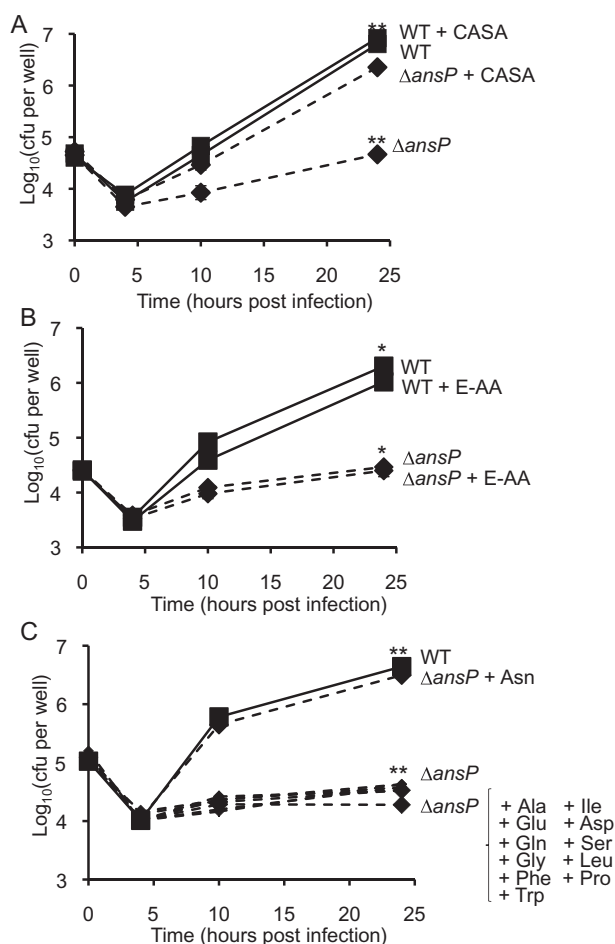 A
Log10(cfu per well)
7
6
5
4
3
0 5 10 15 20 25
Time (hours post infection)
**
WT + CASA
WT
ΔansP + CASA
** ΔansP
B
Log10(cfu per well)
7
6
5
4
3
0 5 10 15 20 25
Time (hours post infection)
*
WT
WT + E-AA
*
ΔansP
ΔansP + E-AA
C
Log10(cfu per well)
7
6
5
4
3
0 5 10 15 20 25
Time (hours post infection)
** WT
ΔansP + Asn
** ΔansP
ΔansP
+ Ala + Ile
+ Glu + Asp
+ Gln + Ser
+ Gly + Leu
+ Phe + Pro
+ Trp